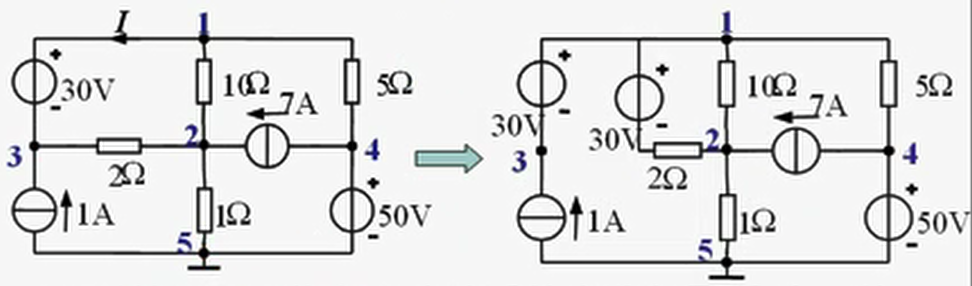 I 1 1
30V 10Ω 5Ω 30V 30V 10Ω 5Ω
7A 7A
3 2 4 3 2 4
2Ω 2Ω
1A 1Ω 50V 1A 1Ω 50V
5 5
+ - + - + - + - + -